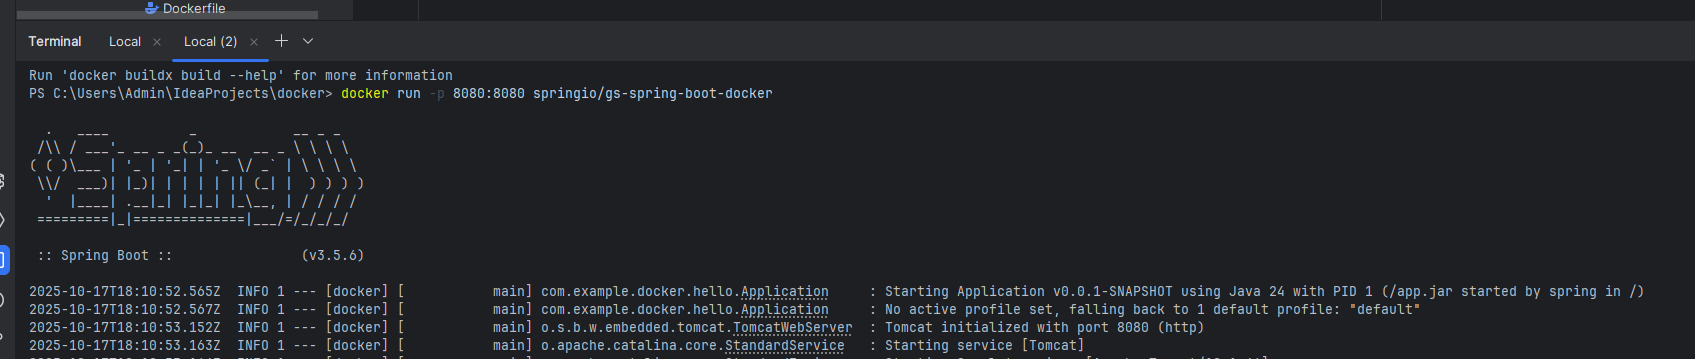 Dockerfile
Terminal Local × Local (2) ×
Run 'docker buildx build --help' for more information
PS C:\Users\Admin\IdeaProjects\docker> docker run -p 8080:8080 springio/gs-spring-boot-docker
  .   ____          _            __ _ _
 /\\ / ___'_ __ _ _(_)_ __  __ _ \ \ \ \
( ( )\___ | '_ | '_| | '_ \/ _` | \ \ \ \
 \\/  ___)| |_)| | | | | || (_| |  ) ) ) )
  '  |____| .__|_| |_|_| |_\__, | / / / /
 =========|_|==============|___/=/_/_/_/
 :: Spring Boot ::                (v3.5.6)
2025-10-17T18:10:52.565Z  INFO 1 --- [docker] [           main] com.example.docker.hello.Application     : Starting Application v0.0.1-SNAPSHOT using Java 24 with PID 1 (/app.jar started by spring in /)
2025-10-17T18:10:52.567Z  INFO 1 --- [docker] [           main] com.example.docker.hello.Application     : No active profile set, falling back to 1 default profile: "default"
2025-10-17T18:10:53.152Z  INFO 1 --- [docker] [           main] o.s.b.w.embedded.tomcat.TomcatWebServer  : Tomcat initialized with port 8080 (http)
2025-10-17T18:10:53.163Z  INFO 1 --- [docker] [           main] o.apache.catalina.core.StandardService   : Starting service [Tomcat]